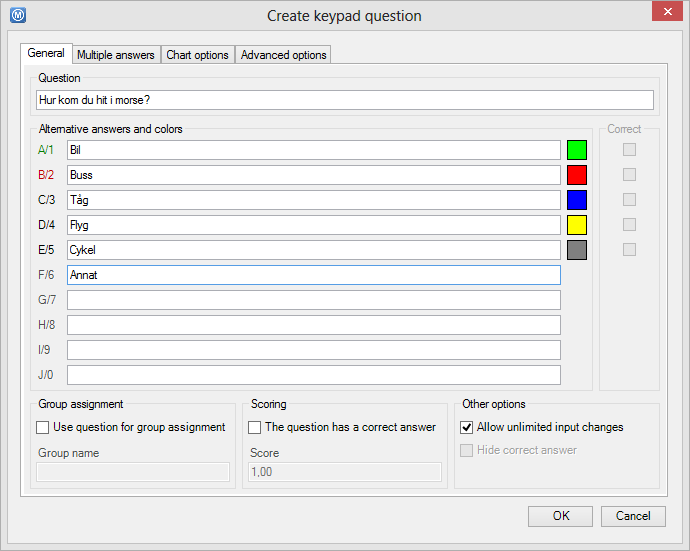 Create keypad question
General Multiple answers Chart options Advanced options
Question
Hur kom du hit i morse?
Alternative answers and colors Correct
A/1 Bil
B/2 Buss
C/3 Tåg
D/4 Flyg
E/5 Cykel
F/6 Annat
G/7
H/8
I/9
J/0
Group assignment Scoring Other options
Use question for group assignment The question has a correct answer Allow unlimited input changes
Group name Score Hide correct answer
1,00
OK Cancel